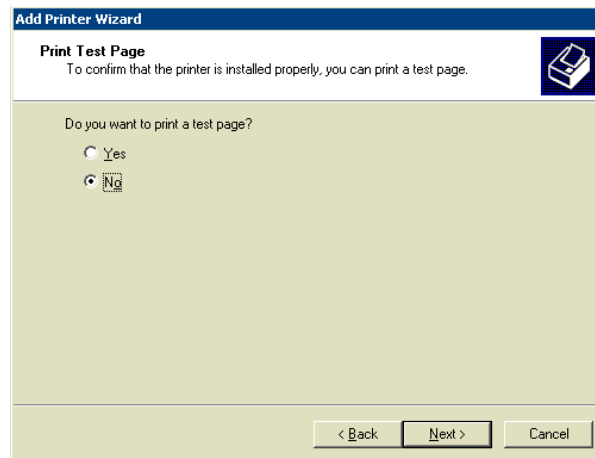 Add Printer Wizard
Print Test Page
To confirm that the printer is installed properly, you can print a test page.
Do you want to print a test page?
Yes
No
< Back
Next >
Cancel